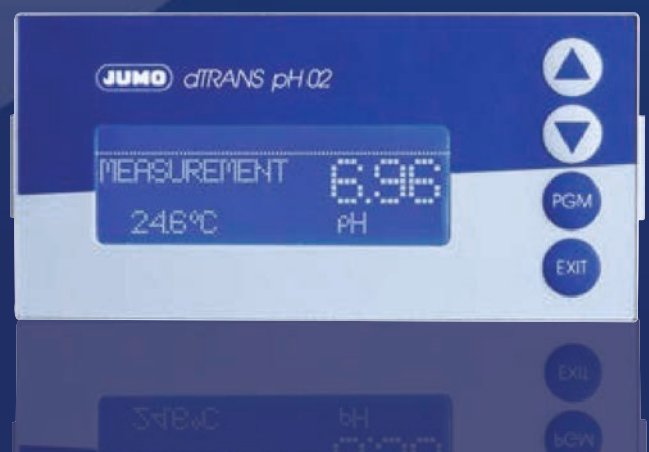 JUMO dTRANS pH 02
MEASUREMENT 6.96
24.6°C pH
PGM
EXIT